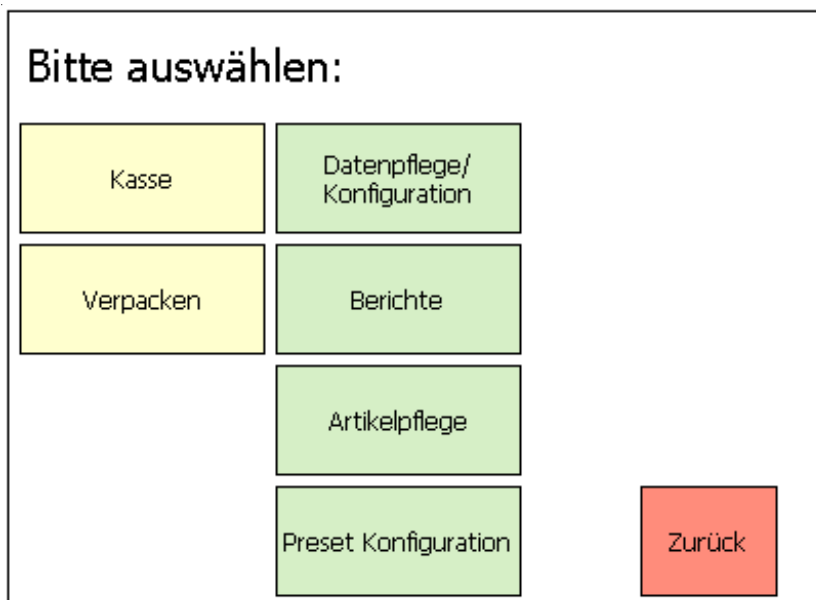 Bitte auswählen:
Kasse
Datenpflege/
Konfiguration
Verpacken
Berichte
Artikelpflege
Preset Konfiguration
Zurück